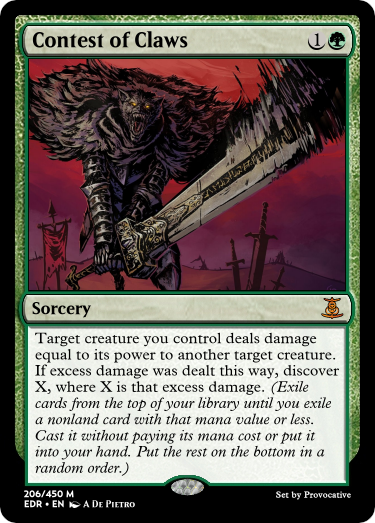 Contest of Claws 1
Sorcery
Target creature you control deals damage
equal to its power to another target creature.
If excess damage was dealt this way, discover
X, where X is that excess damage. (Exile
cards from the top of your library until you exile
a nonland card with that mana value or less.
Cast it without paying its mana cost or put it
into your hand. Put the rest on the bottom in a
random order.)
206/450 M
EDR • EN A De Pietro
Set by Provocative